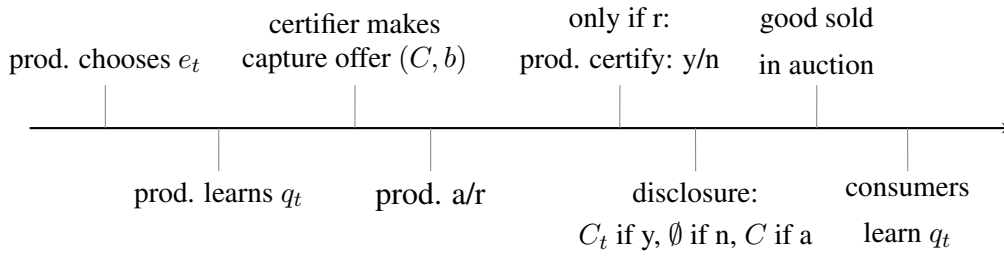 prod. chooses $e_t$
certifier makes
capture offer $(C, b)$
only if r:
prod. certify: y/n
good sold
in auction
prod. learns $q_t$
prod. a/r
disclosure:
$C_t$ if y, $\emptyset$ if n, $C$ if a
consumers
learn $q_t$